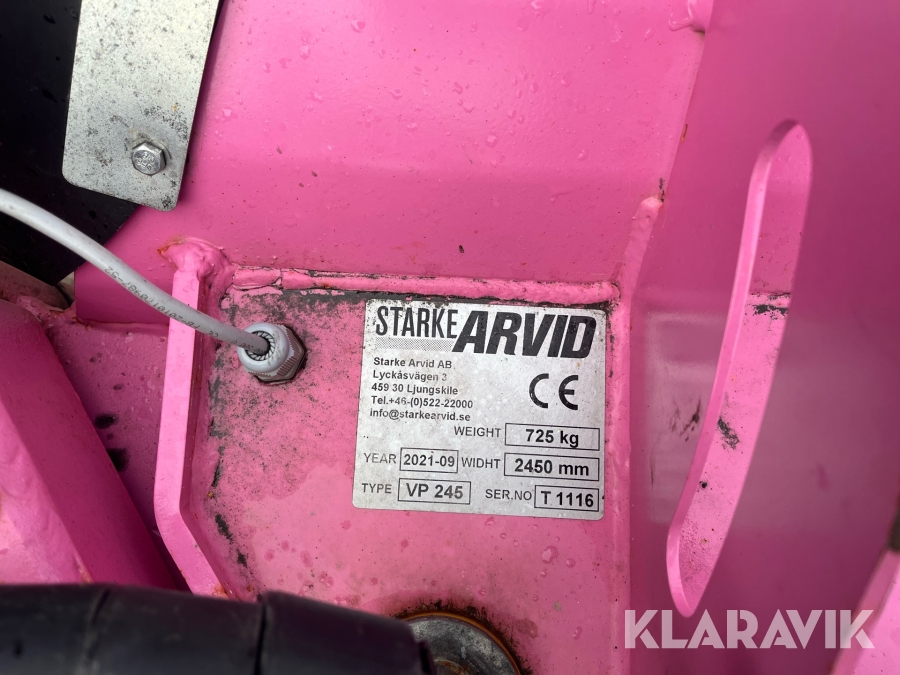 STARKE ARVID
Starke Arvid AB
Lyckåsvägen 3
459 30 Ljungskile
Tel.+46-(0)522-22000
info@starkearvid.se
CE
WEIGHT 725 kg
YEAR 2021-09 WIDHT 2450 mm
TYPE VP 245 SER.NO T 1116
KLARAVIK